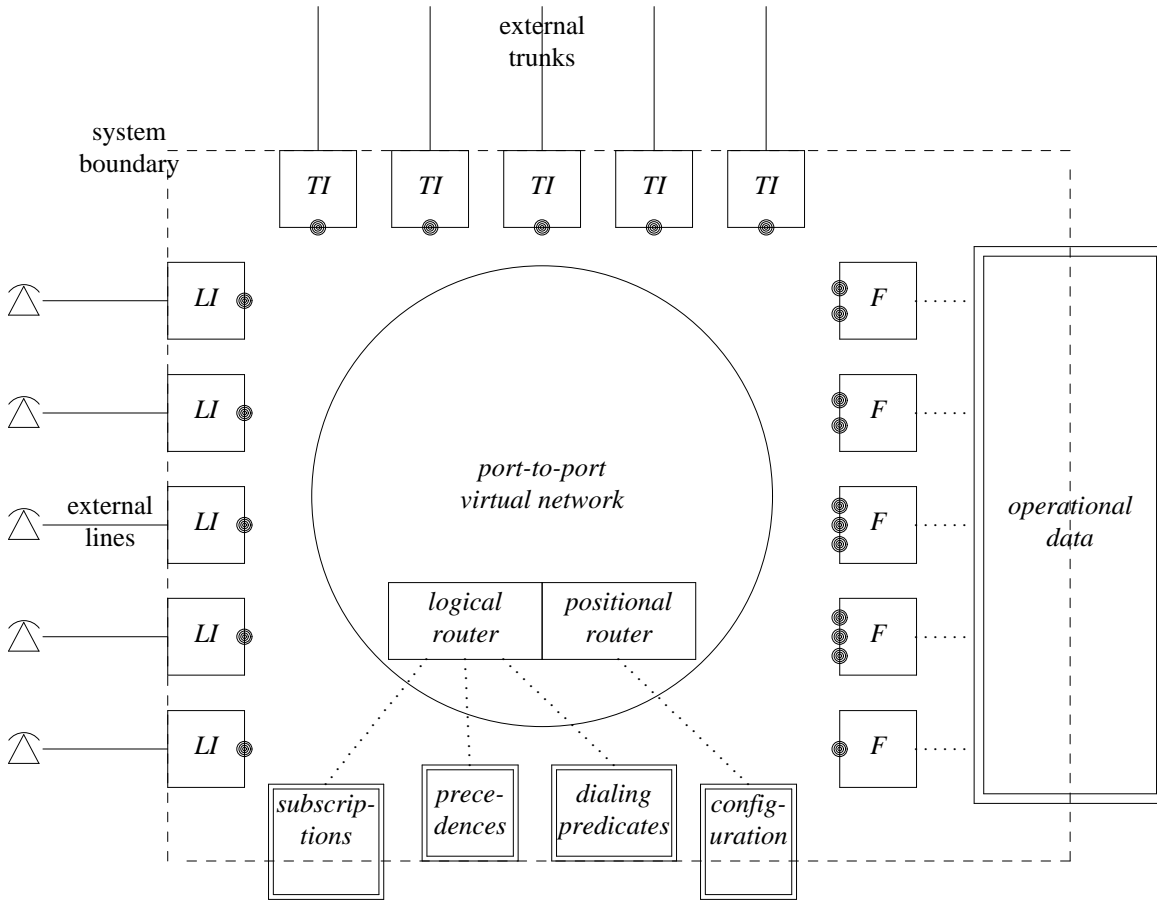 external
trunks
system
boundary
TI TI TI TI TI
LI
F
LI
F
port-to-port
virtual network
external
lines
LI
F
operational
data
logical
router
positional
router
LI
F
LI
F
subscrip-
tions
prece-
dences
dialing
predicates
config-
uration